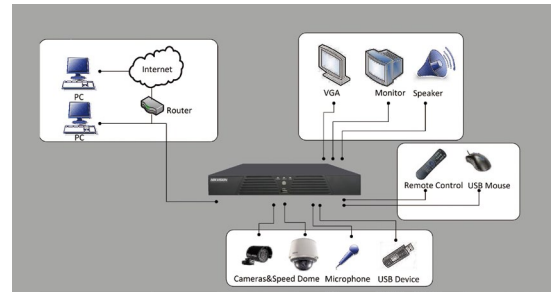 Internet
PC
Router
PC
VGA
Monitor
Speaker
Remote Control
USB Mouse
Cameras&Speed Dome
Microphone
USB Device